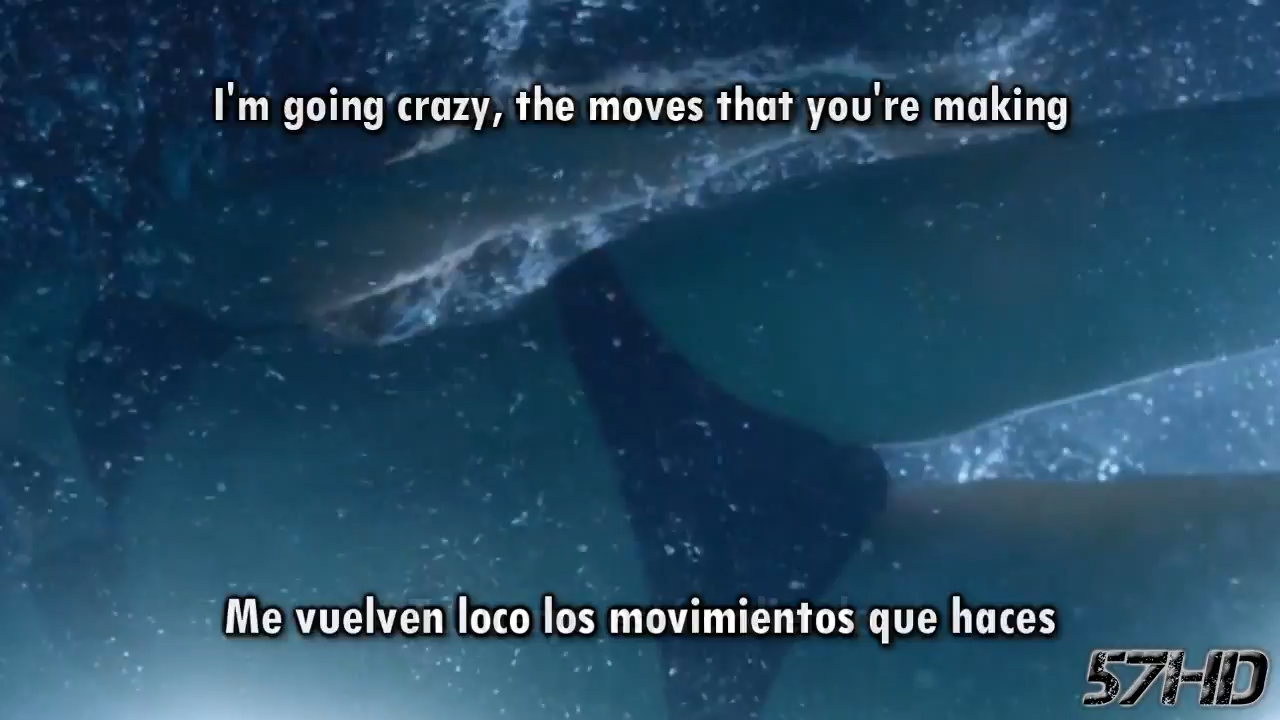 I'm going crazy, the moves that you're making
Me vuelven loco los movimientos que haces
57HD